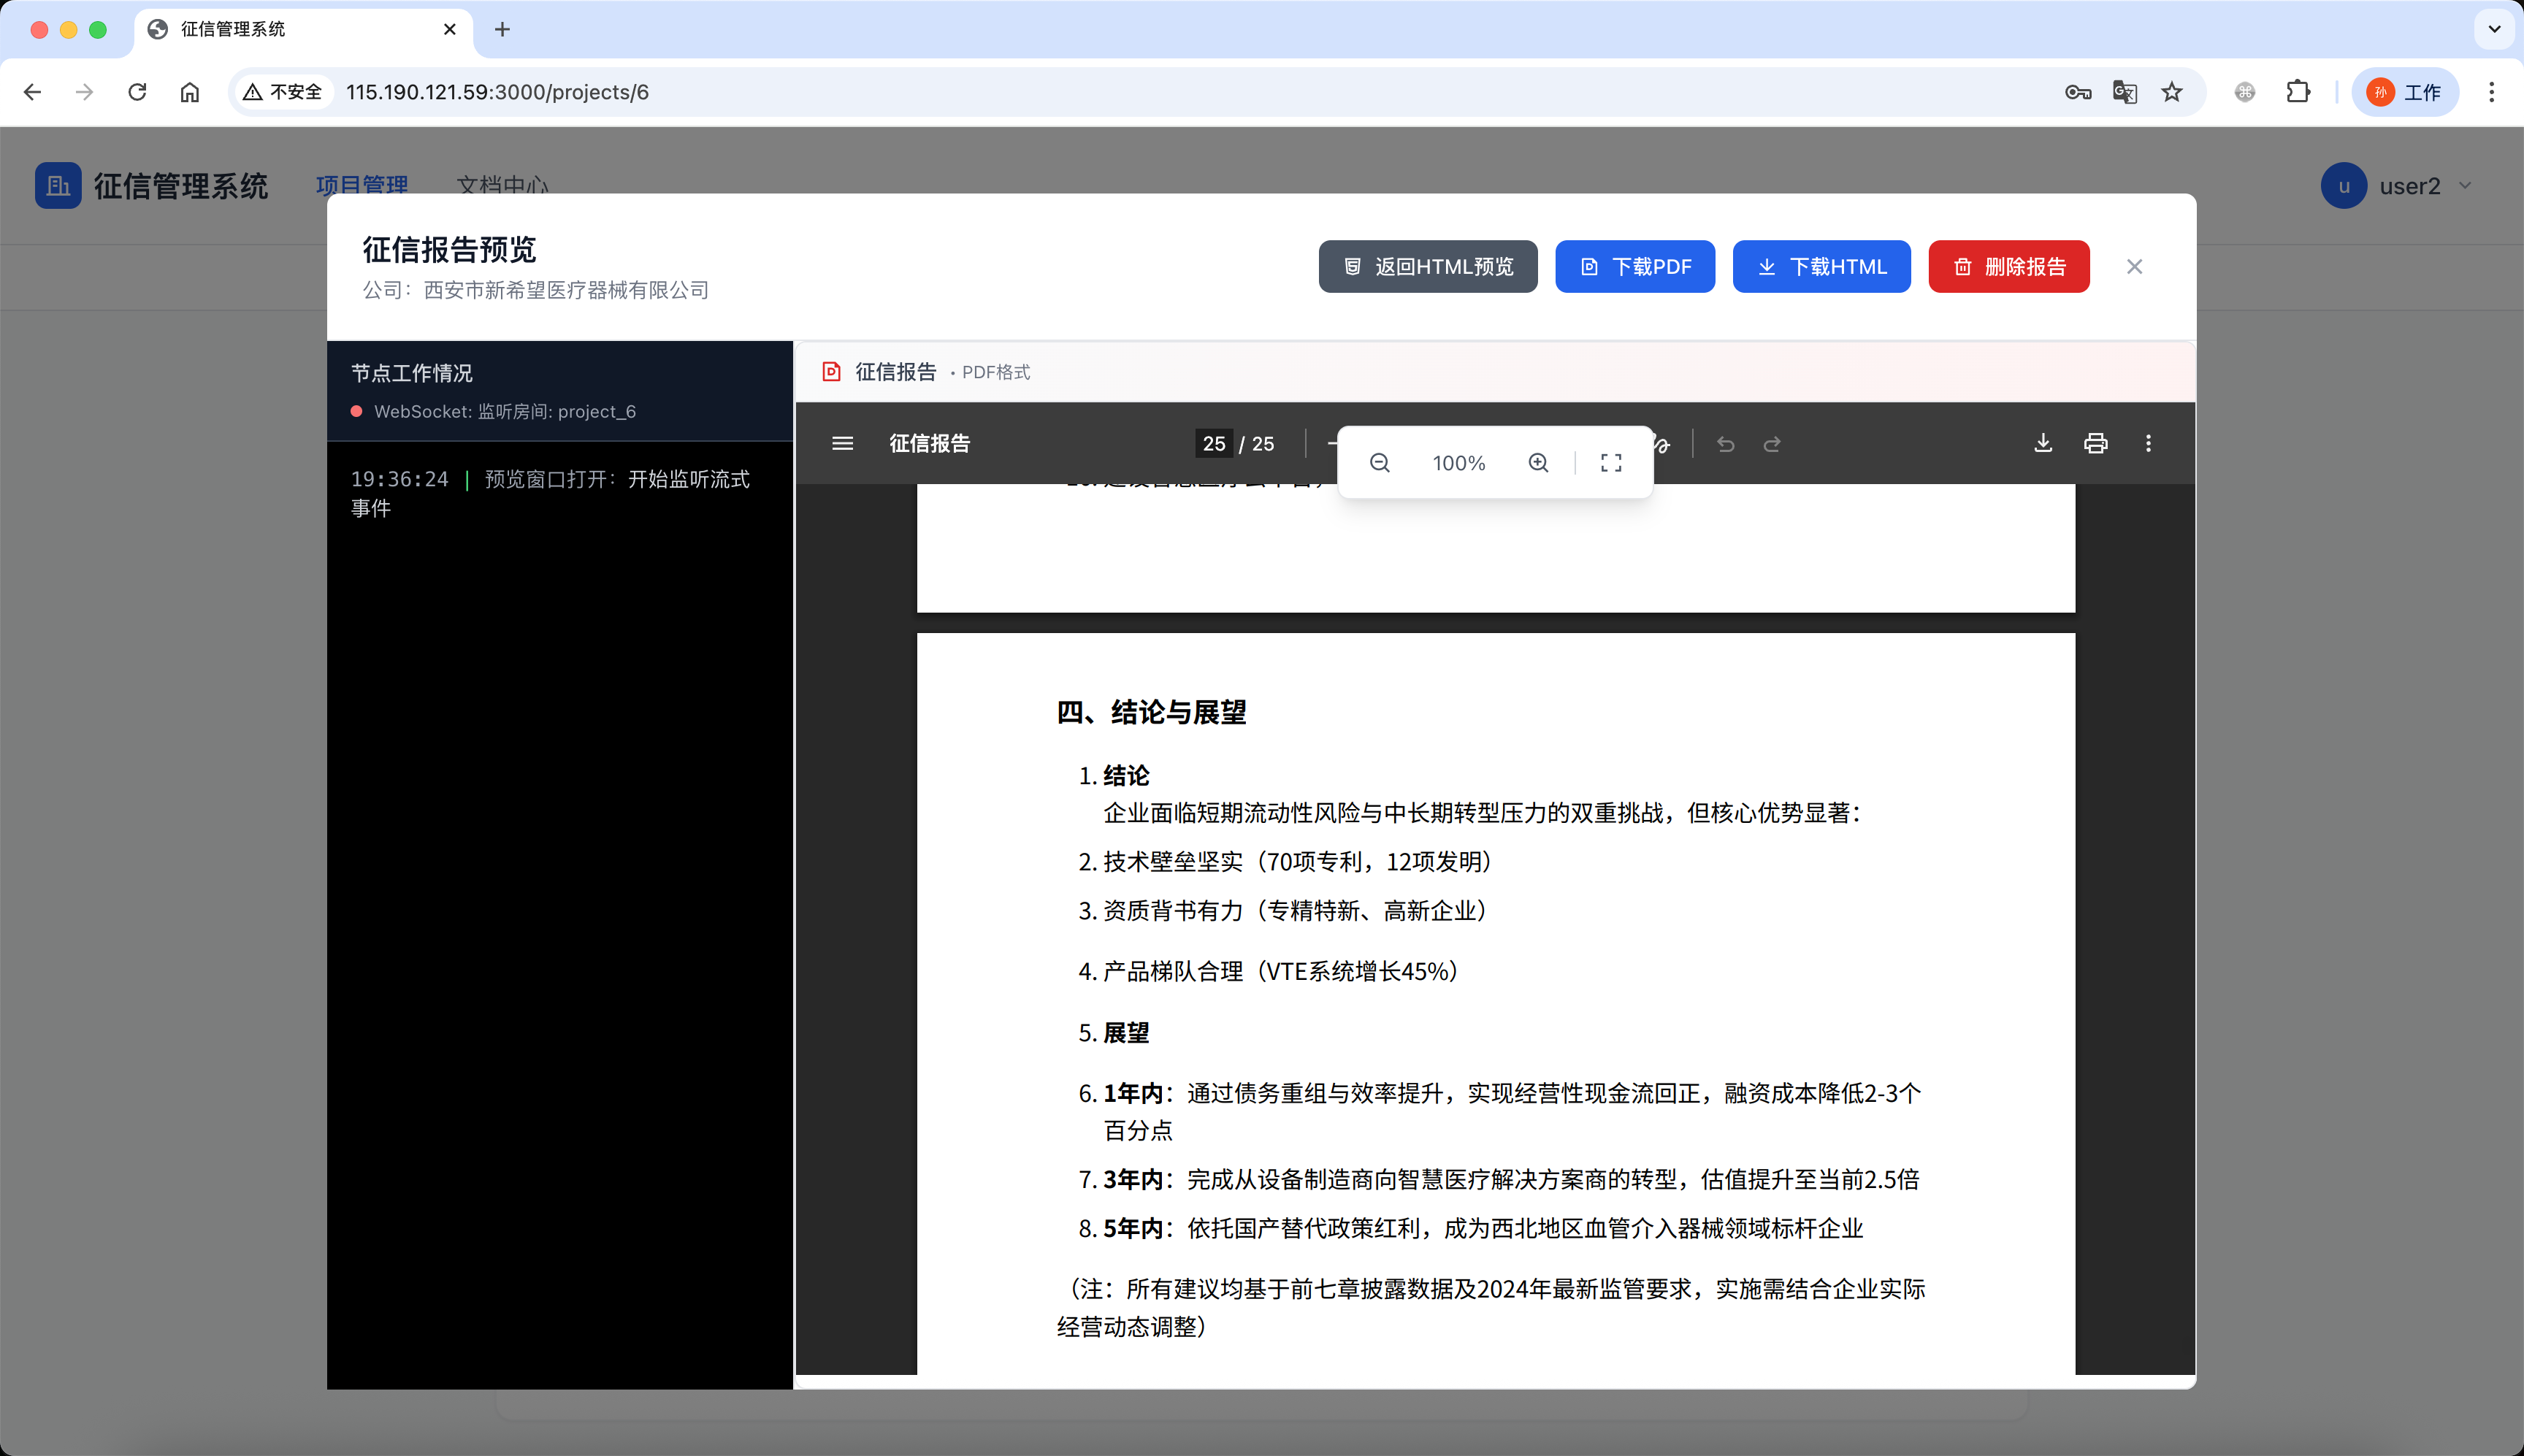 征信管理系统
不安全 115.190.121.59:3000/projects/6
孙 工作
征信管理系统 项目管理 文档中心
u user2
征信报告预览
公司：西安市新希望医疗器械有限公司
返回HTML预览 下载PDF 下载HTML 删除报告
节点工作情况
WebSocket: 监听房间: project_6
19:36:24 | 预览窗口打开：开始监听流式
事件
征信报告 • PDF格式
征信报告 25 / 25
100%
四、结论与展望
1. 结论
企业面临短期流动性风险与中长期转型压力的双重挑战，但核心优势显著：
2. 技术壁垒坚实（70项专利，12项发明）
3. 资质背书有力（专精特新、高新企业）
4. 产品梯队合理（VTE系统增长45%）
5. 展望
6. 1年内：通过债务重组与效率提升，实现经营性现金流回正，融资成本降低2-3个
百分点
7. 3年内：完成从设备制造商向智慧医疗解决方案商的转型，估值提升至当前2.5倍
8. 5年内：依托国产替代政策红利，成为西北地区血管介入器械领域标杆企业
（注：所有建议均基于前七章披露数据及2024年最新监管要求，实施需结合企业实际
经营动态调整）